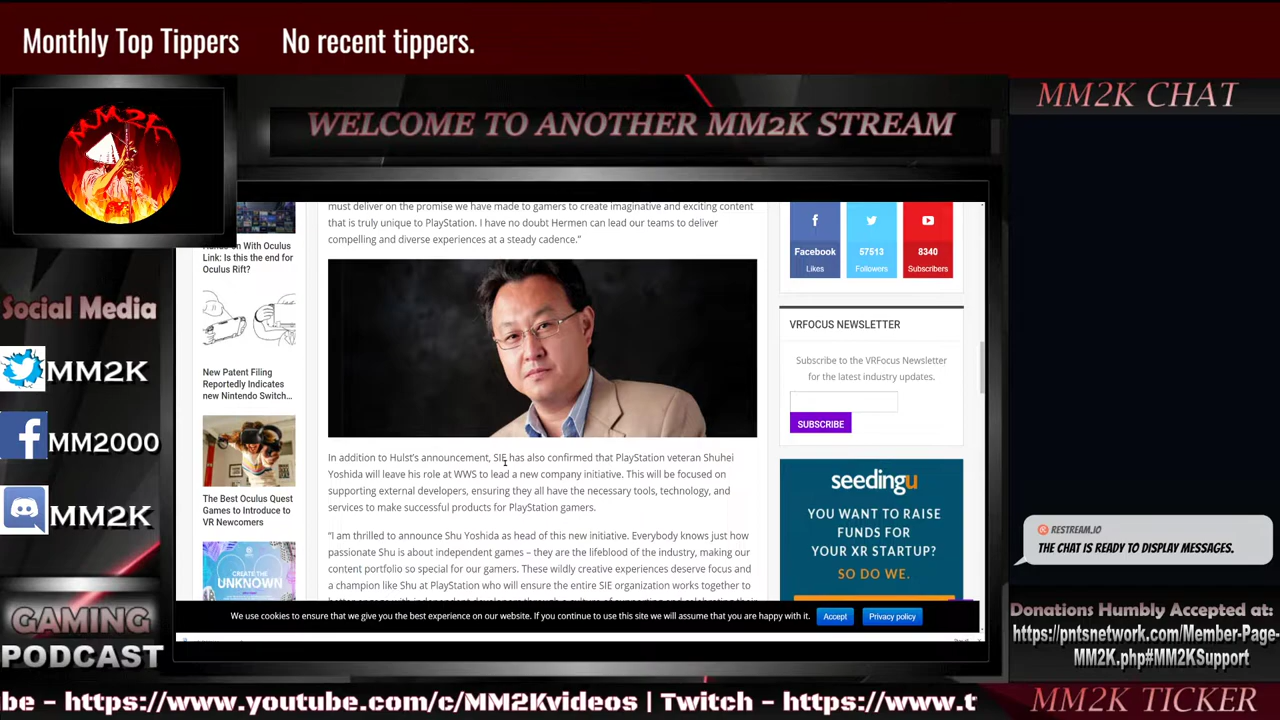 Monthly Top Tippers
No recent tippers.
MM2K
WELCOME TO ANOTHER MM2K STREAM
MM2K CHAT
Social Media
MM2K
MM2000
MM2K
GAMING
PODCAST
Link: Is this the end for
Oculus Rift?
New Patent Filing
Reportedly Indicates
new Nintendo Switch...
The Best Oculus Quest
Games to Introduce to
VR Newcomers
CREATE THE
UNKNOWN
must deliver on the promise we have made to gamers to create imaginative and exciting content
that is truly unique to PlayStation. I have no doubt Hermen can lead our teams to deliver
compelling and diverse experiences at a steady cadence.”
In addition to Hulst’s announcement, SIE has also confirmed that PlayStation veteran Shuhei
Yoshida will leave his role at WWS to lead a new company initiative. This will be focused on
supporting external developers, ensuring they all have the necessary tools, technology, and
services to make successful products for PlayStation gamers.
“I am thrilled to announce Shu Yoshida as head of this new initiative. Everybody knows just how
passionate Shu is about independent games – they are the lifeblood of the industry, making our
content portfolio so special for our gamers. These wildly creative experiences deserve focus and
a champion like Shu at PlayStation who will ensure the entire SIE organization works together to
Facebook
Likes
57513
Followers
8340
Subscribers
VRFOCUS NEWSLETTER
Subscribe to the VRFocus Newsletter
for the latest industry updates.
SUBSCRIBE
seedingu
YOU WANT TO RAISE
FUNDS FOR
YOUR XR STARTUP?
SO DO WE.
We use cookies to ensure that we give you the best experience on our website. If you continue to use this site we will assume that you are happy with it.
Accept
Privacy policy
RESTREAM.IO
THE CHAT IS READY TO DISPLAY MESSAGES.
Donations Humbly Accepted at:
https://pntsnetwork.com/Member-Page-
MM2K.php#MM2KSupport
be - https://www.youtube.com/c/MM2Kvideos | Twitch - https://www.t
MM2K TICKER